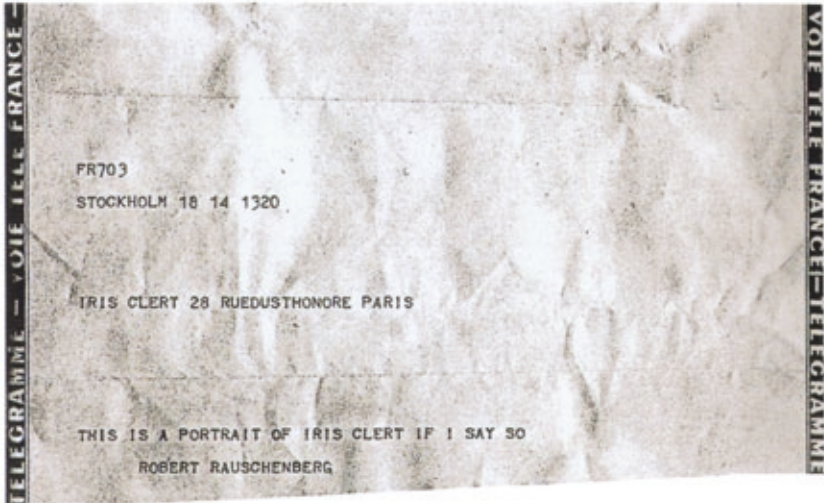 TELEGRAMME — VOIE TELE FRANCE —
FR703
STOCKHOLM 18 14 1320
IRIS CLERT 28 RUEDUSTHONORE PARIS
THIS IS A PORTRAIT OF IRIS CLERT IF I SAY SO
ROBERT RAUSCHENBERG
VOIE TELE FRANCE—TELEGRAMME